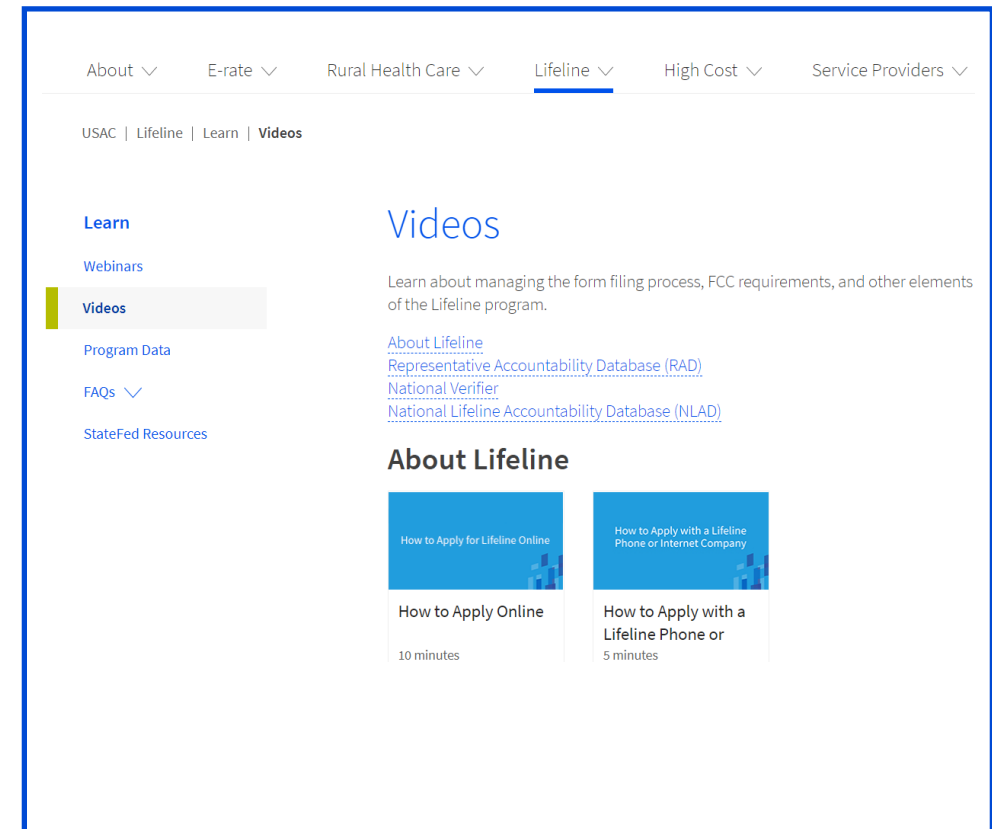 About E-rate Rural Health Care Lifeline High Cost Service Providers
USAC | Lifeline | Learn | Videos
Learn
Webinars
Videos
Program Data
FAQs
StateFed Resources
Videos
Learn about managing the form filing process, FCC requirements, and other elements
of the Lifeline program.
About Lifeline
Representative Accountability Database (RAD)
National Verifier
National Lifeline Accountability Database (NLAD)
About Lifeline
How to Apply for Lifeline Online
How to Apply Online
10 minutes
How to Apply with a Lifeline
Phone or Internet Company
How to Apply with a
Lifeline Phone or
5 minutes